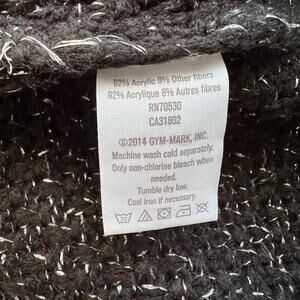 92% Acrylic 8% Other fibers
92% Acrylique 8% Autres fibres
RN70530
CA31802
©2014 GYM-MARK, INC.
Machine wash cold separately.
Only non-chlorine bleach when
needed.
Tumble dry low.
Cool iron if necessary.